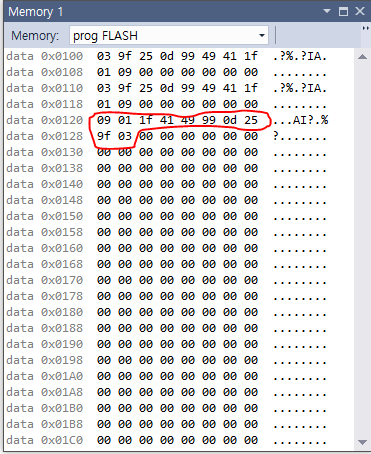 Memory 1
Memory: prog FLASH
data 0x0100 03 9f 25 0d 99 49 41 1f .?%.?IA.
data 0x0108 01 09 00 00 00 00 00 00 ........
data 0x0110 03 9f 25 0d 99 49 41 1f .?%.?IA.
data 0x0118 01 09 00 00 00 00 00 00 ........
data 0x0120 09 01 1f 41 49 99 0d 25 ...AI?.%
data 0x0128 9f 03 00 00 00 00 00 00 ?.......
data 0x0130 00 00 00 00 00 00 00 00 ........
data 0x0138 00 00 00 00 00 00 00 00 ........
data 0x0140 00 00 00 00 00 00 00 00 ........
data 0x0148 00 00 00 00 00 00 00 00 ........
data 0x0150 00 00 00 00 00 00 00 00 ........
data 0x0158 00 00 00 00 00 00 00 00 ........
data 0x0160 00 00 00 00 00 00 00 00 ........
data 0x0168 00 00 00 00 00 00 00 00 ........
data 0x0170 00 00 00 00 00 00 00 00 ........
data 0x0178 00 00 00 00 00 00 00 00 ........
data 0x0180 00 00 00 00 00 00 00 00 ........
data 0x0188 00 00 00 00 00 00 00 00 ........
data 0x0190 00 00 00 00 00 00 00 00 ........
data 0x0198 00 00 00 00 00 00 00 00 ........
data 0x01A0 00 00 00 00 00 00 00 00 ........
data 0x01A8 00 00 00 00 00 00 00 00 ........
data 0x01B0 00 00 00 00 00 00 00 00 ........
data 0x01B8 00 00 00 00 00 00 00 00 ........
data 0x01C0 00 00 00 00 00 00 00 00 ........